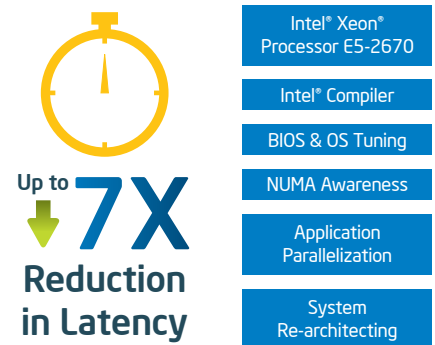 Up to
7X
Reduction
in Latency
Intel® Xeon®
Processor E5-2670
Intel® Compiler
BIOS & OS Tuning
NUMA Awareness
Application
Parallelization
System
Re-architecting